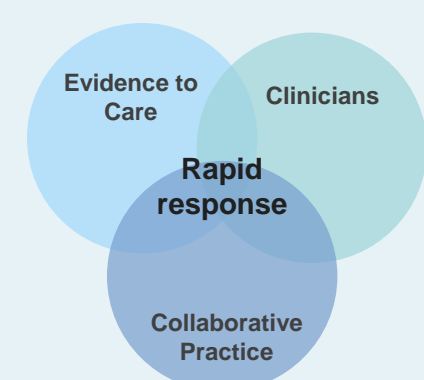 Evidence to
Care
Clinicians
Rapid
response
Collaborative
Practice